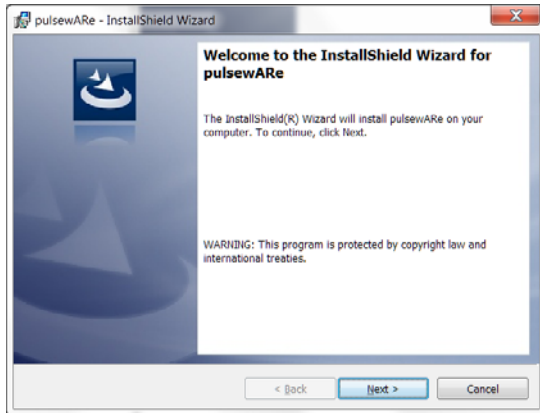 pulsewARe - InstallShield Wizard
Welcome to the InstallShield Wizard for
pulsewARe
The InstallShield(R) Wizard will install pulsewARe on your
computer. To continue, click Next.
WARNING: This program is protected by copyright law and
international treaties.
< Back Next > Cancel